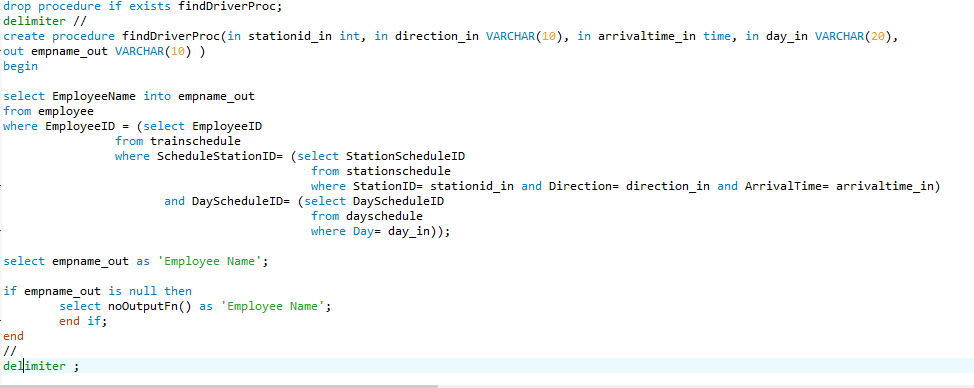 drop procedure if exists findDriverProc;
delimiter //
create procedure findDriverProc(in stationid_in int, in direction_in VARCHAR(10), in arrivaltime_in time, in day_in VARCHAR(20),
out empname_out VARCHAR(10) )
begin
select EmployeeName into empname_out
from employee
where EmployeeID = (select EmployeeID
from trainschedule
where ScheduleStationID= (select StationScheduleID
from stationschedule
where StationID= stationid_in and Direction= direction_in and ArrivalTime= arrivaltime_in)
and DayScheduleID= (select DayScheduleID
from dayschedule
where Day= day_in));
select empname_out as 'Employee Name';
if empname_out is null then
select noOutputFn() as 'Employee Name';
end if;
end
//
delimiter ;